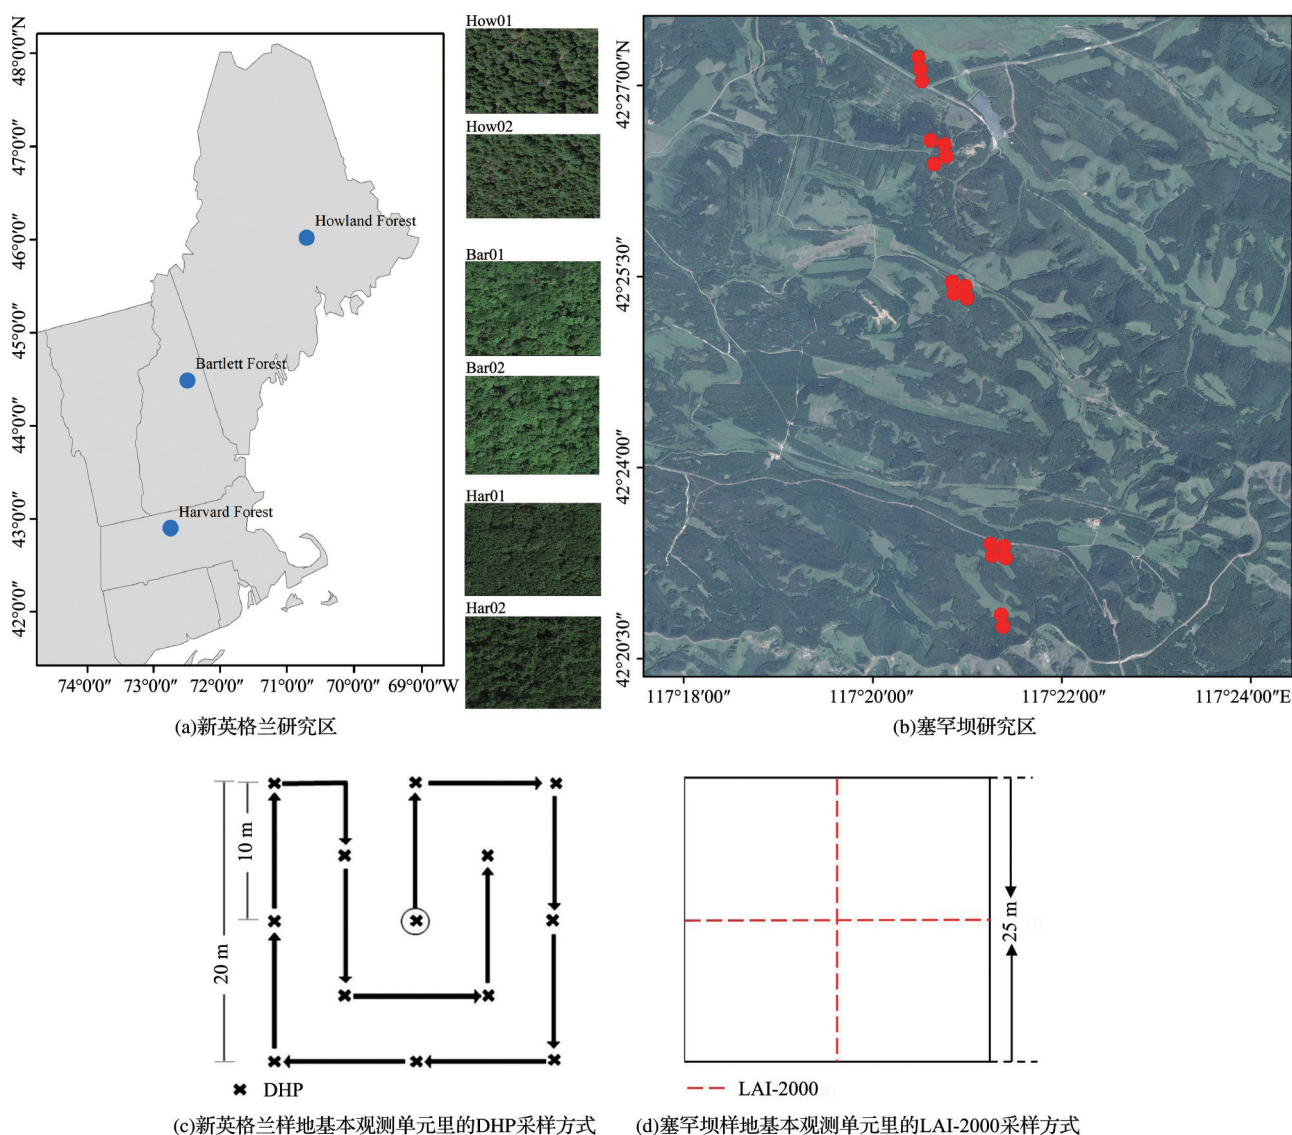 48°0′0″N
47°0′0″
46°0′0″
45°0′0″
44°0′0″
43°0′0″
42°0′0″
Howland Forest
Bartlett Forest
Harvard Forest
74°0′0″
73°0′0″
72°0′0″
71°0′0″
70°0′0″
69°0′0″W
How01
How02
Bar01
Bar02
Har01
Har02
(a)新英格兰研究区
42°27′00″N
42°25′30″
42°24′00″
42°20′30″
117°18′00″
117°20′00″
117°22′00″
117°24′00″E
(b)塞罕坝研究区
10 m
20 m
DHP
(c)新英格兰样地基本观测单元里的DHP采样方式
25 m
LAI-2000
(d)塞罕坝样地基本观测单元里的LAI-2000采样方式